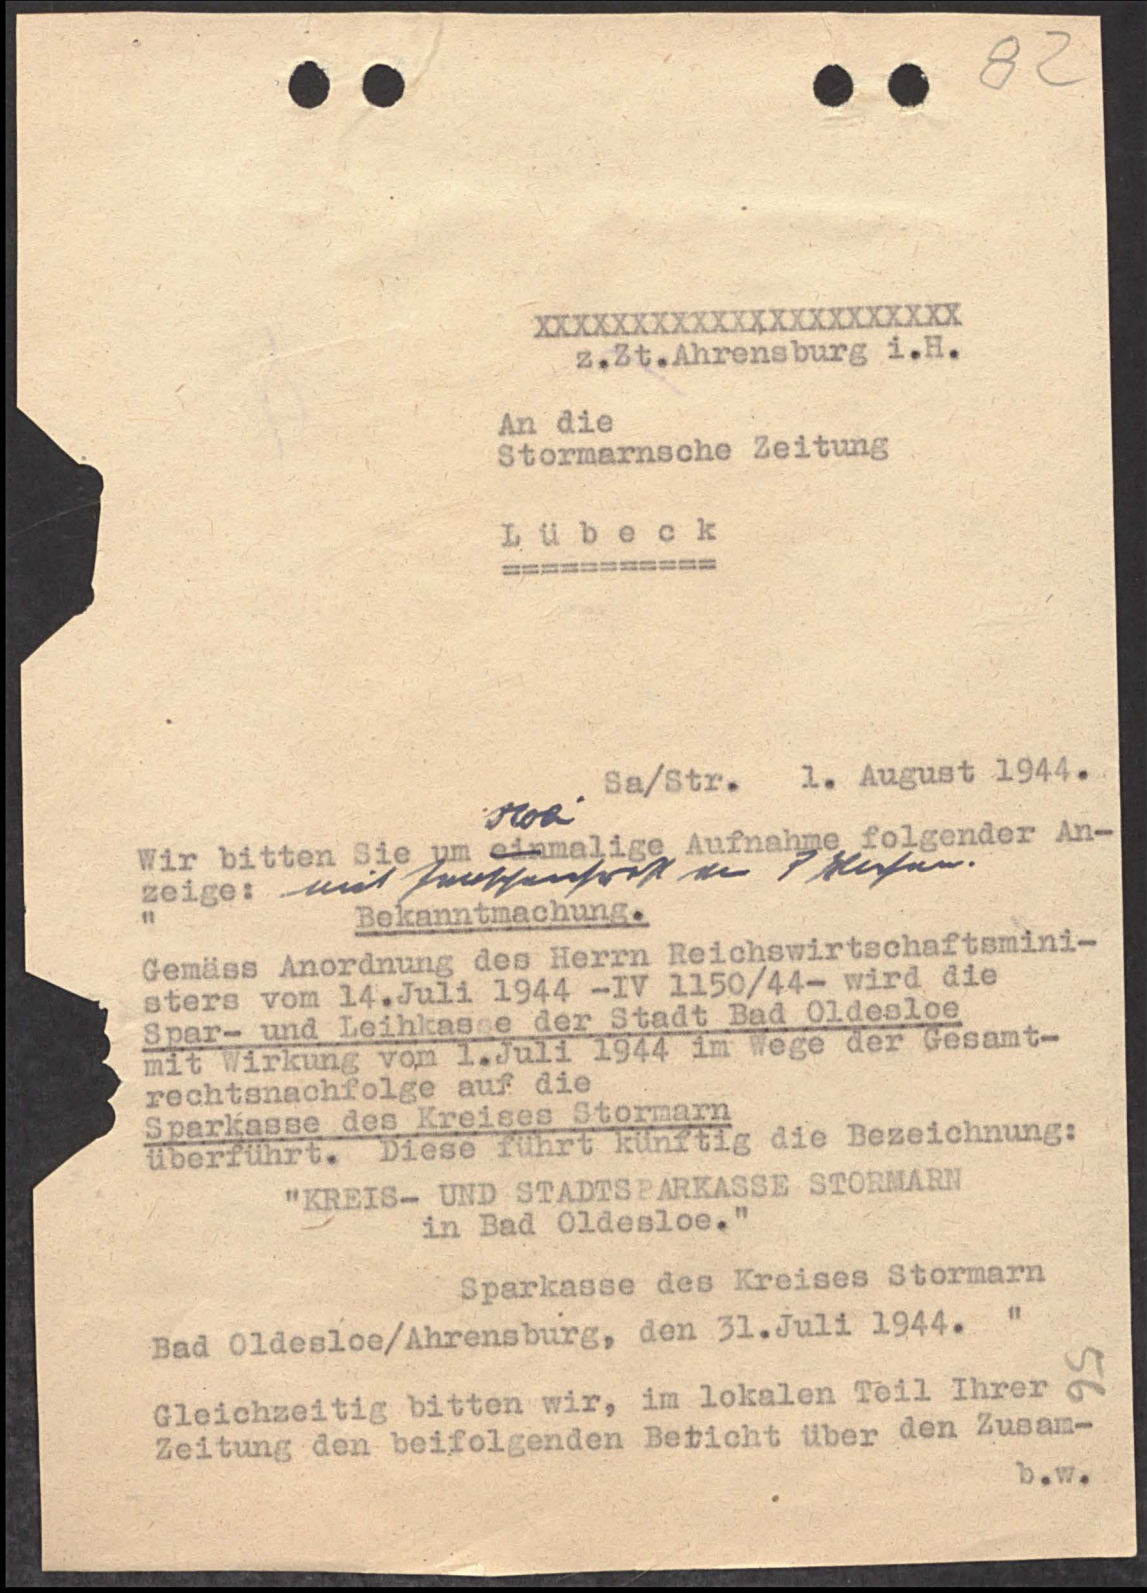 82
XXXXXXXXXXXXXXXXXXXXXX
z.Zt.Ahrensburg i.H.
An die
Stormarnsche Zeitung
L ü b e c k
===========
Sa/Str. 1. August 1944.
Wir bitten Sie um einmalige Aufnahme folgender An-
zeige: mit
" Bekanntmachung.
Gemäss Anordnung des Herrn Reichswirtschaftsmini-
sters vom 14.Juli 1944 -IV 1150/44- wird die
Spar- und Leihkasse der Stadt Bad Oldesloe
mit Wirkung vom 1.Juli 1944 im Wege der Gesamt-
rechtsnachfolge auf die
Sparkasse des Kreises Stormarn
überführt. Diese führt künftig die Bezeichnung:
"KREIS- UND STADTSPARKASSE STORMARN
in Bad Oldesloe."
Sparkasse des Kreises Stormarn
Bad Oldesloe/Ahrensburg, den 31.Juli 1944. "
Gleichzeitig bitten wir, im lokalen Teil Ihrer
Zeitung den beifolgenden Bericht über den Zusam-
b.w.